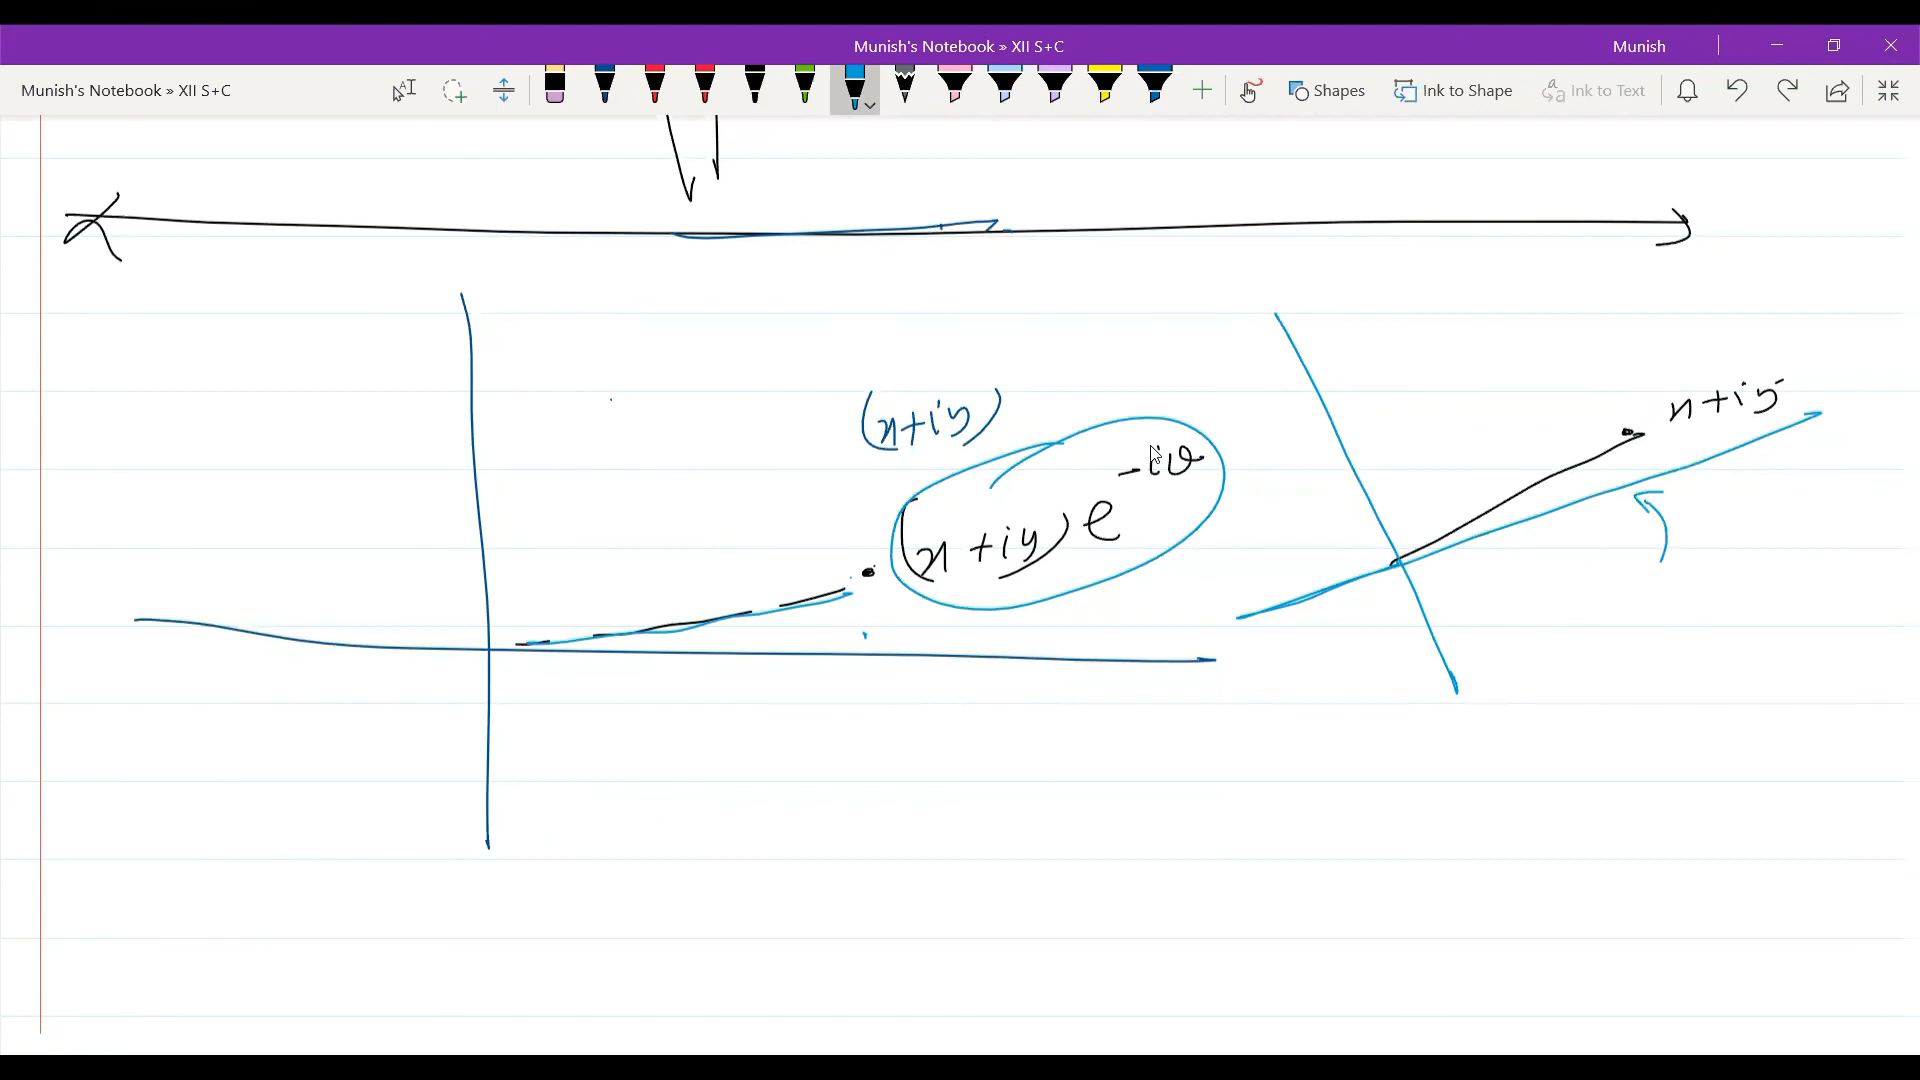 Munish's Notebook » XII S+C
Munish
Munish's Notebook » XII S+C
Shapes
Ink to Shape
Ink to Text
(x+iy)
(x+iy)e^{-iθ}
x+iy